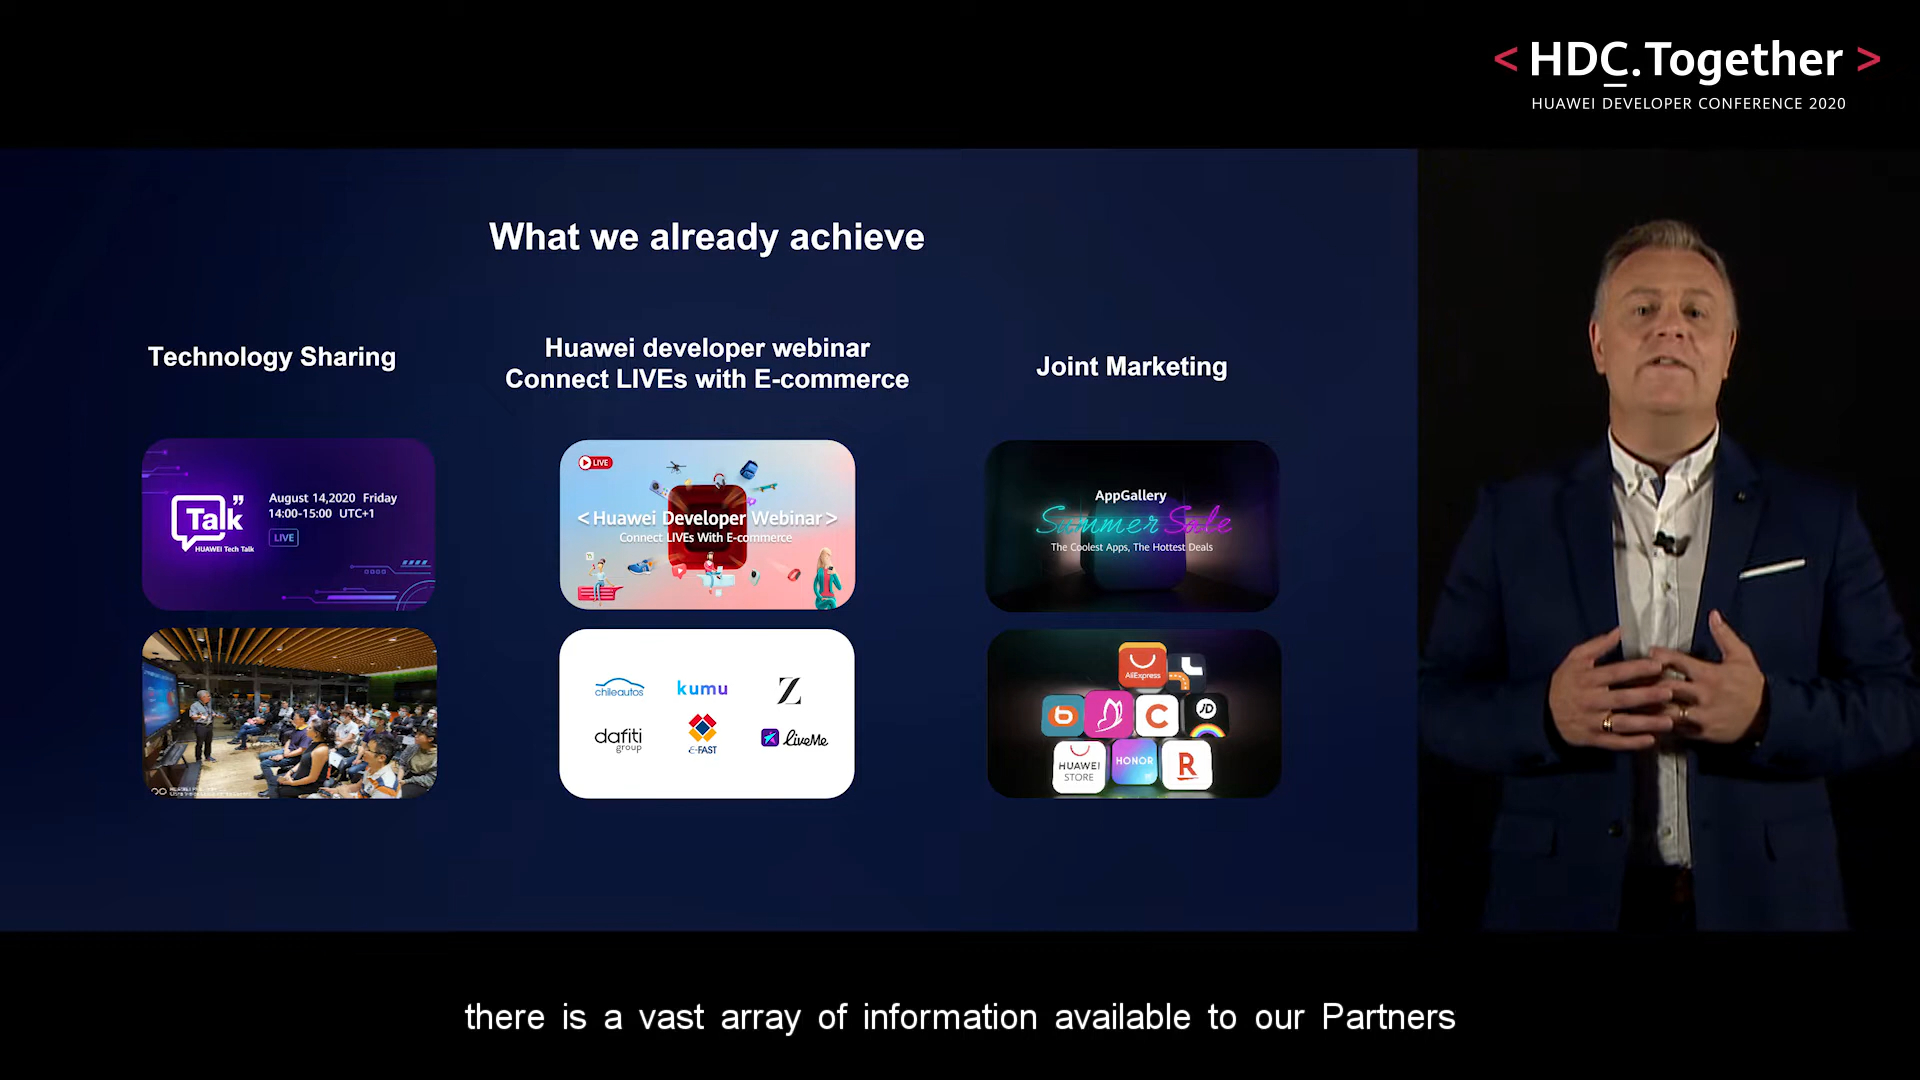 < HDC.Together >
HUAWEI DEVELOPER CONFERENCE 2020
What we already achieve
Technology Sharing
Huawei developer webinar
Connect LIVEs with E-commerce
Joint Marketing
Talk
HUAWEI Tech Talk
August 14,2020 Friday
14:00-15:00 UTC+1
LIVE
LIVE
<Huawei Developer Webinar>
Connect LIVEs With E-commerce
AppGallery
Summer Sale
The Coolest Apps, The Hottest Deals
chileautos
kumu
Z
dafiti
group
E-FAST
LiveMe
AliExpress
b
C
JD
HUAWEI
STORE
HONOR
R
there is a vast array of information available to our Partners